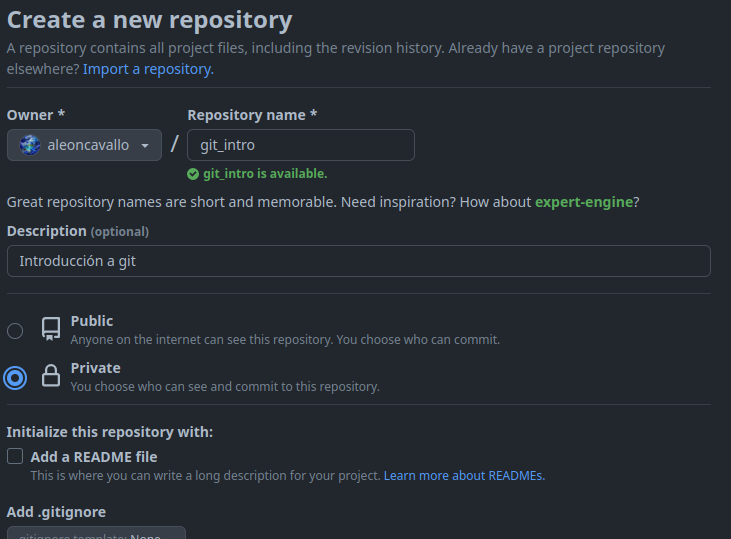 Create a new repository
A repository contains all project files, including the revision history. Already have a project repository
elsewhere? Import a repository.
Owner * Repository name *
aleoncavallo / git_intro
git_intro is available.
Great repository names are short and memorable. Need inspiration? How about expert-engine?
Description (optional)
Introducción a git
Public
Anyone on the internet can see this repository. You choose who can commit.
Private
You choose who can see and commit to this repository.
Initialize this repository with:
Add a README file
This is where you can write a long description for your project. Learn more about READMEs.
Add .gitignore
.gitignore template: None